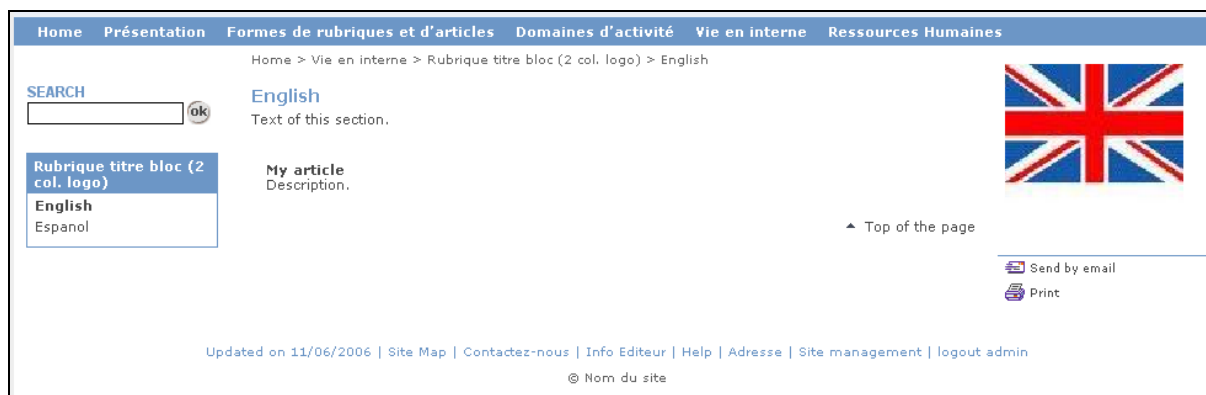 Home Présentation Formes de rubriques et d'articles Domaines d'activité Vie en interne Ressources Humaines
Home > Vie en interne > Rubrique titre bloc (2 col. logo) > English
SEARCH
ok
Rubrique titre bloc (2
col. logo)
English
Espanol
English
Text of this section.
My article
Description.
Top of the page
Send by email
Print
Updated on 11/06/2006 | Site Map | Contactez-nous | Info Editeur | Help | Adresse | Site management | logout admin
© Nom du site